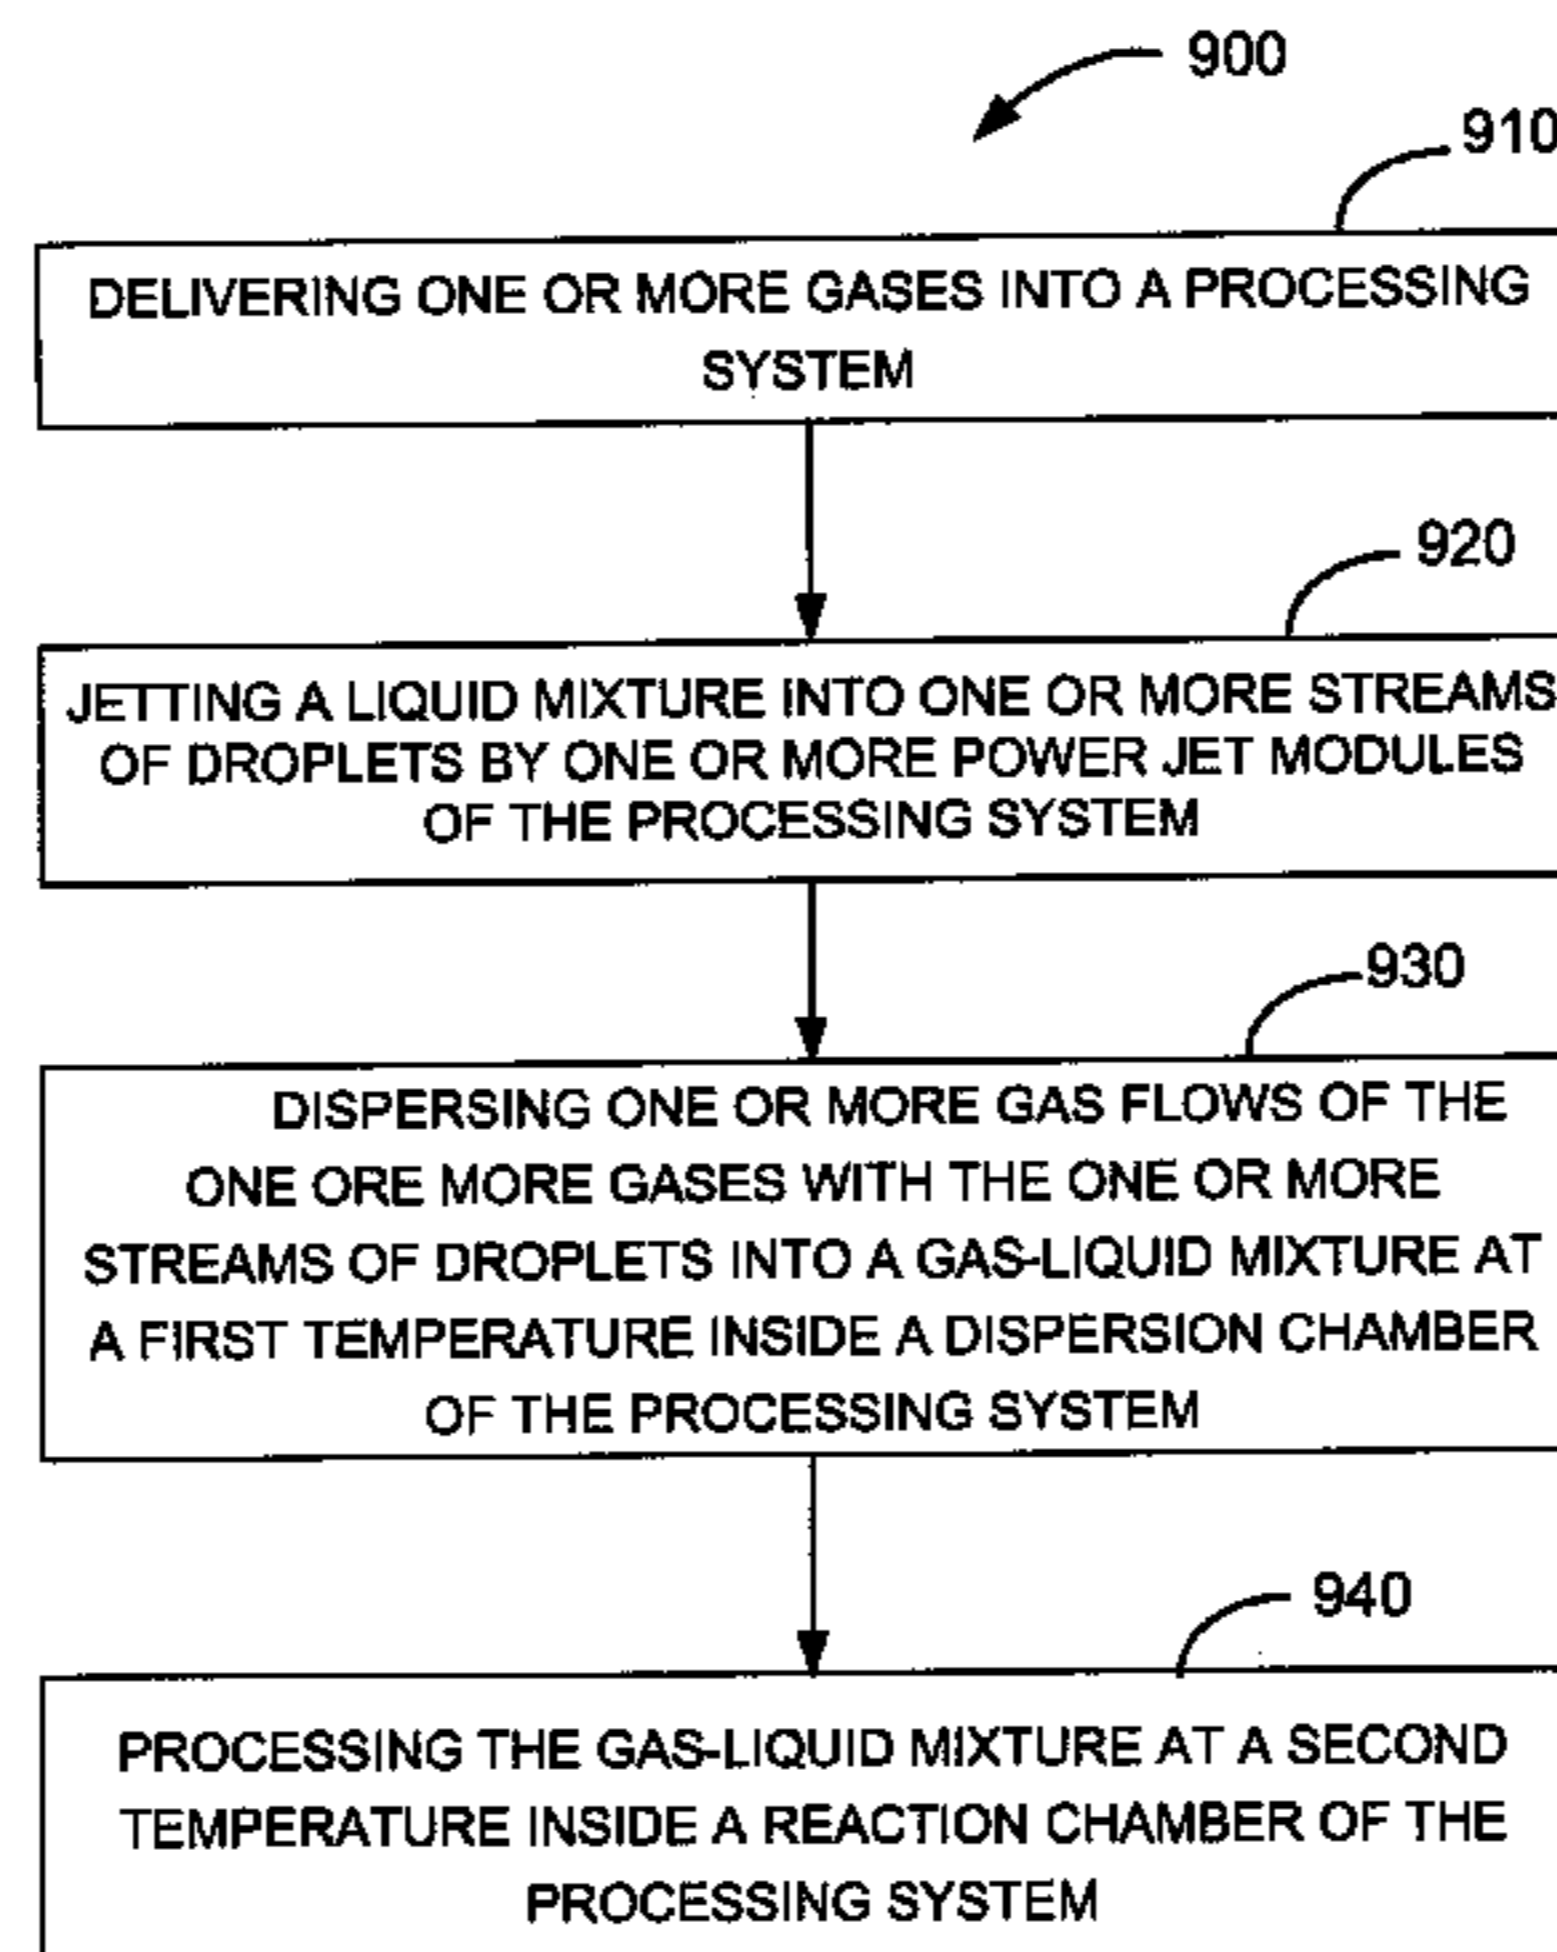 900
910
DELIVERING ONE OR MORE GASES INTO A PROCESSING
SYSTEM
920
JETTING A LIQUID MIXTURE INTO ONE OR MORE STREAMS
OF DROPLETS BY ONE OR MORE POWER JET MODULES
OF THE PROCESSING SYSTEM
930
DISPERSING ONE OR MORE GAS FLOWS OF THE
ONE ORE MORE GASES WITH THE ONE OR MORE
STREAMS OF DROPLETS INTO A GAS-LIQUID MIXTURE AT
A FIRST TEMPERATURE INSIDE A DISPERSION CHAMBER
OF THE PROCESSING SYSTEM
940
PROCESSING THE GAS-LIQUID MIXTURE AT A SECOND
TEMPERATURE INSIDE A REACTION CHAMBER OF THE
PROCESSING SYSTEM